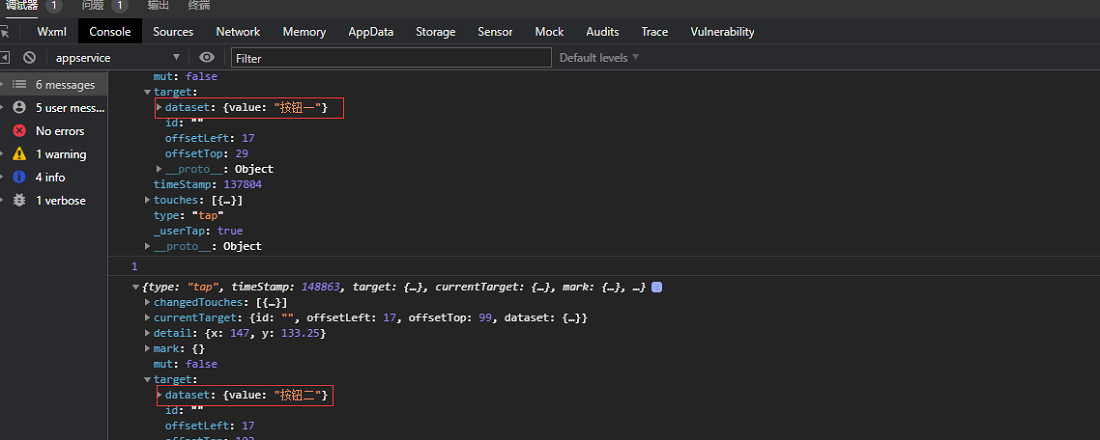 调试器 1 问题 1 输出 终端
Wxml Console Sources Network Memory AppData Storage Sensor Mock Audits Trace Vulnerability
appservice Filter Default levels
6 messages
5 user mess...
No errors
1 warning
4 info
1 verbose
mut: false
target:
dataset: {value: "按钮一"}
id: ""
offsetLeft: 17
offsetTop: 29
__proto__: Object
timeStamp: 137804
touches: [{…}]
type: "tap"
_userTap: true
__proto__: Object
1
{type: "tap", timeStamp: 148863, target: {…}, currentTarget: {…}, mark: {…}, …}
changedTouches: [{…}]
currentTarget: {id: "", offsetLeft: 17, offsetTop: 99, dataset: {…}}
detail: {x: 147, y: 133.25}
mark: {}
mut: false
target:
dataset: {value: "按钮二"}
id: ""
offsetLeft: 17